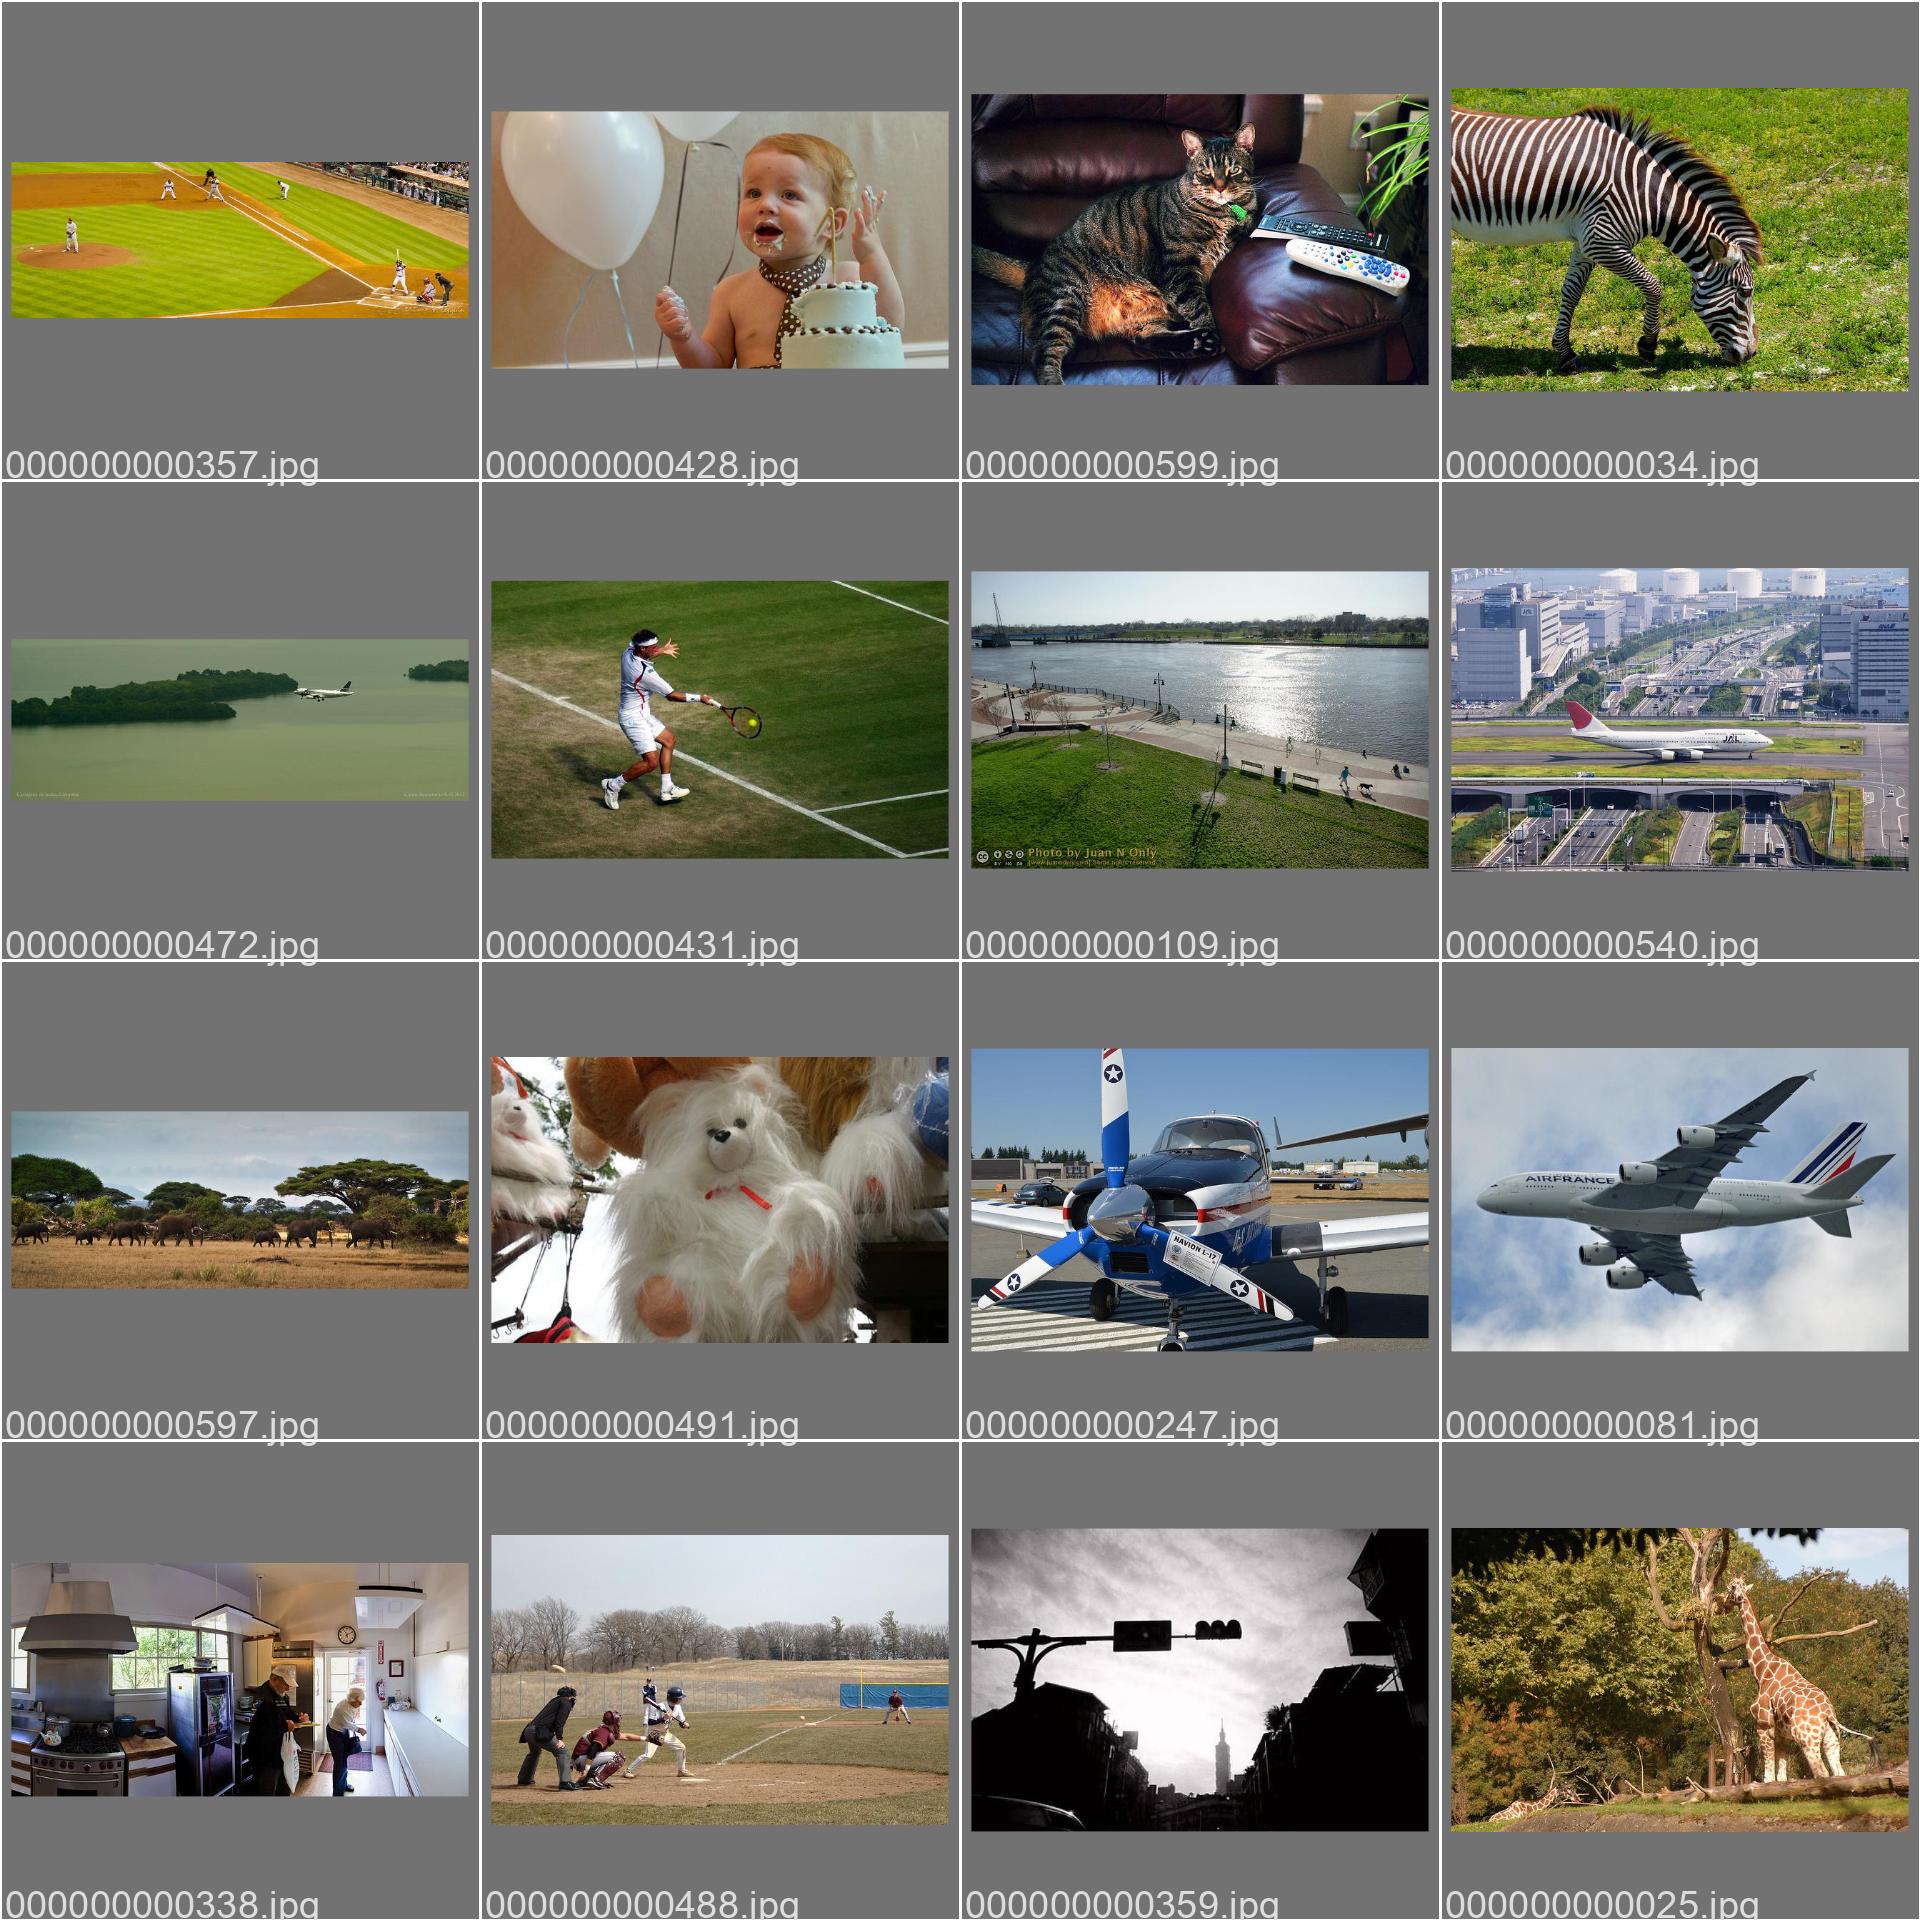 000000000357.jpg
000000000428.jpg
000000000599.jpg
000000000034.jpg
Photo by Juan N Only
JAL
000000000472.jpg
000000000431.jpg
000000000109.jpg
000000000540.jpg
NAVION L-17
AIRFRANCE
000000000597.jpg
000000000491.jpg
000000000247.jpg
000000000081.jpg
000000000338.jpg
000000000488.jpg
000000000359.jpg
000000000025.jpg